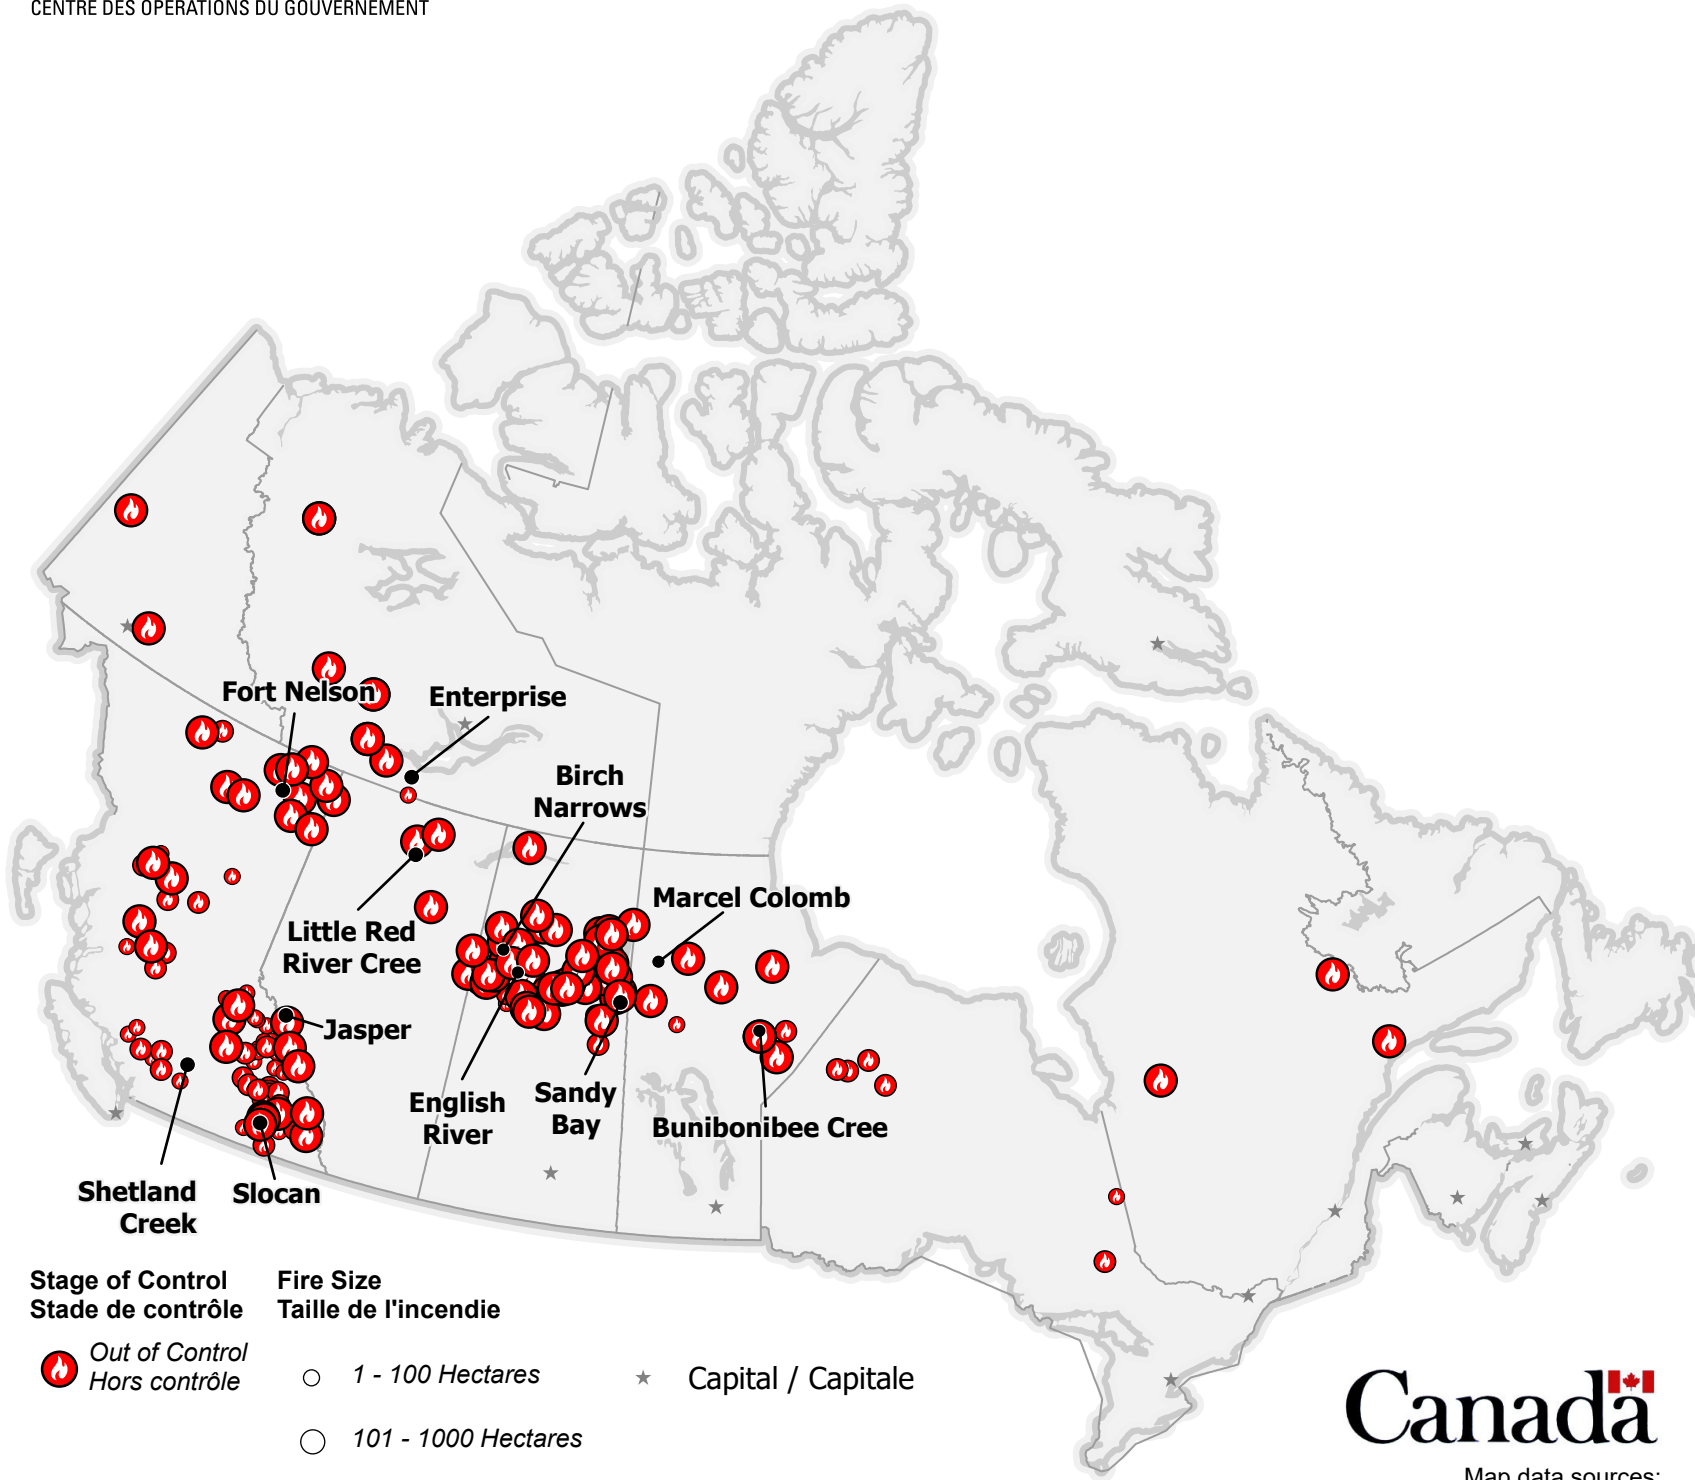 CENTRE DES OPÉRATIONS DU GOUVERNEMENT
Fort Nelson
Enterprise
Birch
Narrows
Marcel Colomb
Little Red
River Cree
Jasper
English
River
Sandy
Bay
Bunibonibee Cree
Shetland
Creek
Slocan
Stage of Control
Stade de contrôle
Fire Size
Taille de l'incendie
Out of Control
Hors contrôle
1 - 100 Hectares
101 - 1000 Hectares
Capital / Capitale
Canada
Map data sources: